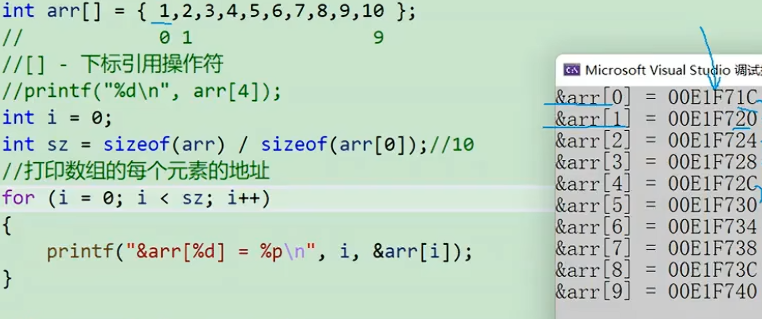 int arr[] = { 1,2,3,4,5,6,7,8,9,10 };
// 0 1 9
//[] - 下标引用操作符
//printf("%d\n", arr[4]);
int i = 0;
int sz = sizeof(arr) / sizeof(arr[0]);//10
//打印数组的每个元素的地址
for (i = 0; i < sz; i++)
{
printf("&arr[%d] = %p\n", i, &arr[i]);
}
Microsoft Visual Studio 调试
&arr[0] = 00E1F71C
&arr[1] = 00E1F720
&arr[2] = 00E1F724
&arr[3] = 00E1F728
&arr[4] = 00E1F72C
&arr[5] = 00E1F730
&arr[6] = 00E1F734
&arr[7] = 00E1F738
&arr[8] = 00E1F73C
&arr[9] = 00E1F740